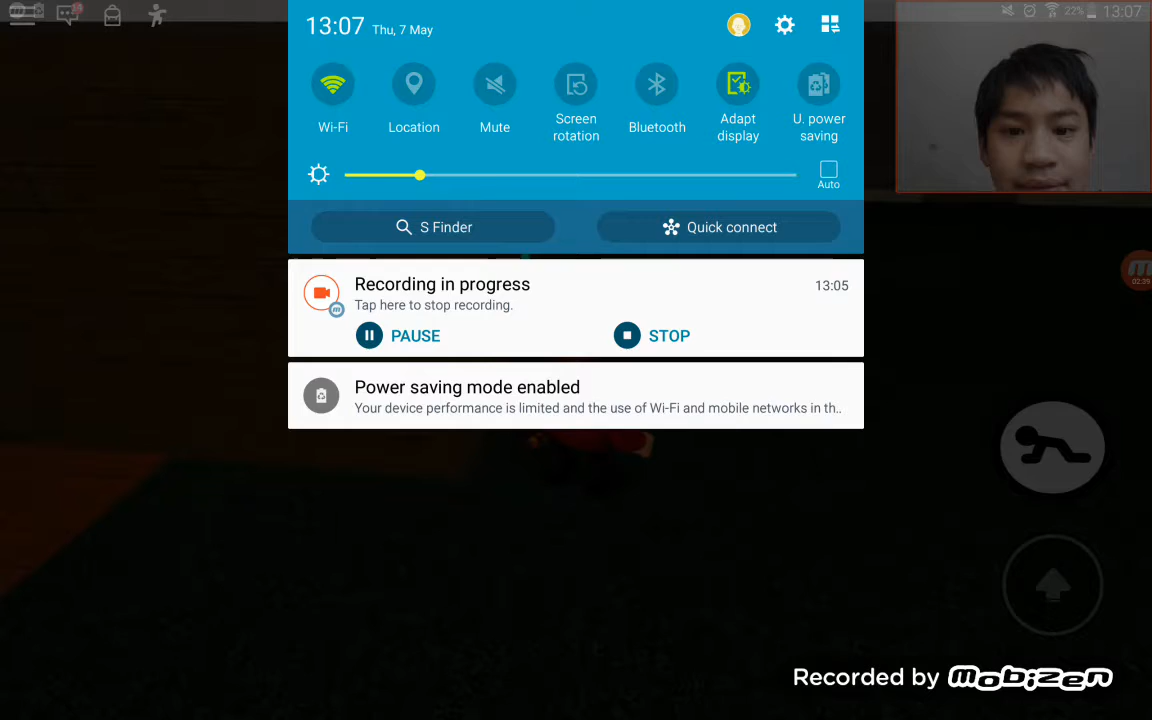 22% 13:07
13:07 Thu, 7 May
Wi-Fi
Location
Mute
Screen
rotation
Bluetooth
Adapt
display
U. power
saving
Auto
S Finder
Quick connect
Recording in progress
13:05
Tap here to stop recording.
PAUSE
STOP
02:39
Power saving mode enabled
Your device performance is limited and the use of Wi-Fi and mobile networks in th..
Recorded by mobizen